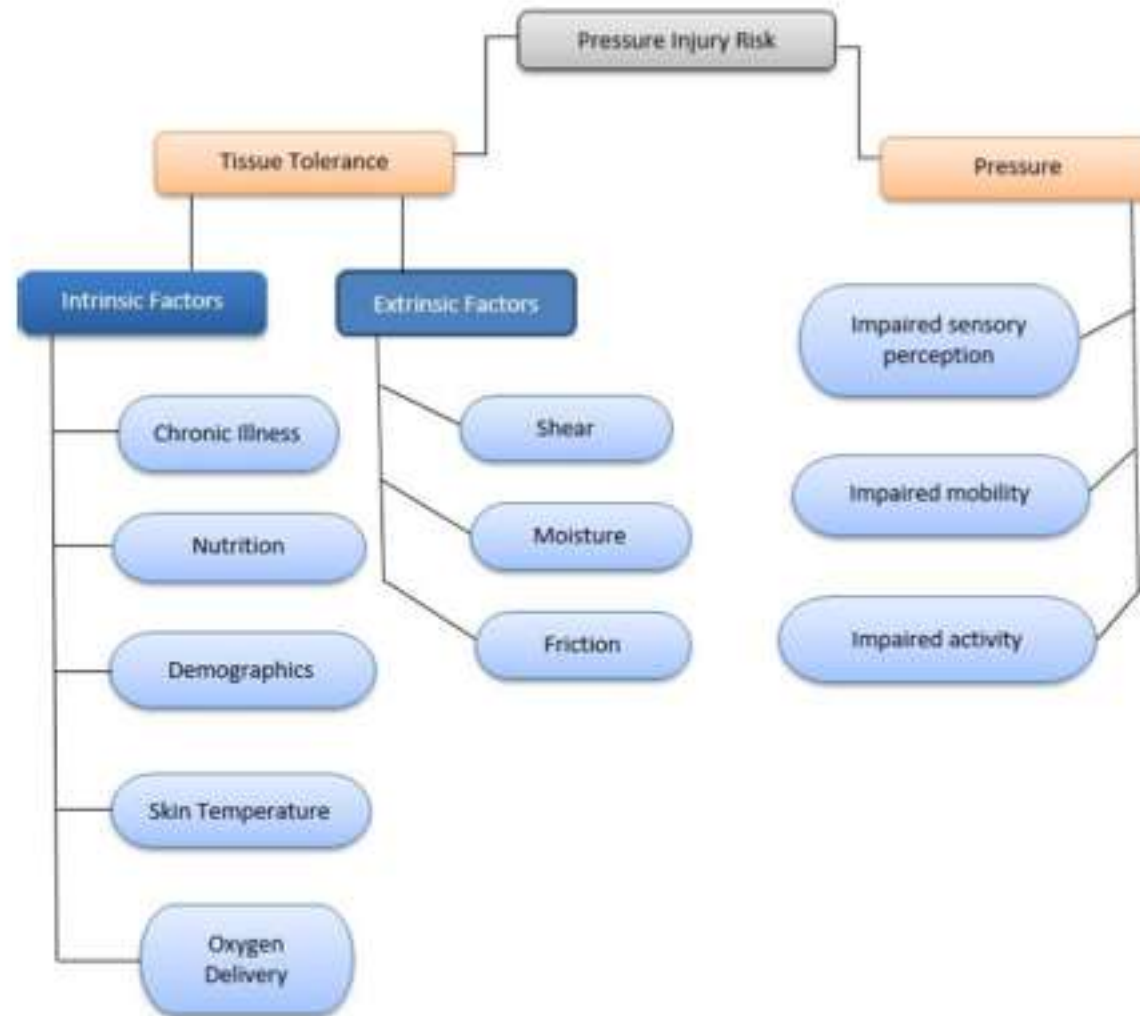 Pressure Injury Risk
Tissue Tolerance
Pressure
Intrinsic Factors
Extrinsic Factors
Chronic Illness
Nutrition
Demographics
Skin Temperature
Oxygen
Delivery
Shear
Moisture
Friction
Impaired sensory
perception
Impaired mobility
Impaired activity